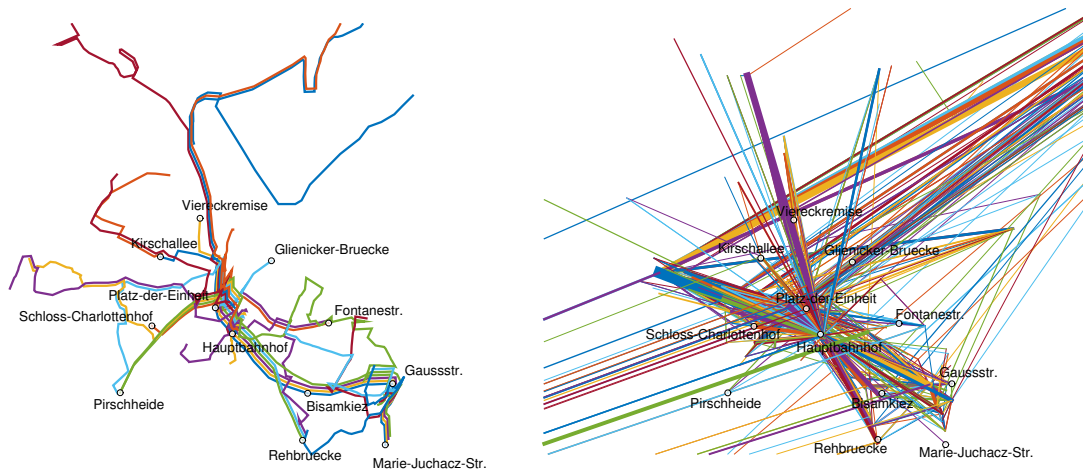 Viereckremise
Kirschallee
Glienicker-Bruecke
Platz-der-Einheit
Schloss-Charlottenhof
Fontanestr.
Hauptbahnhof
Gaussstr.
Pirschheide
Bisamkiez
Rehbruecke
Marie-Juchacz-Str.
Viereckremise
Kirschallee
Glienicker-Bruecke
Platz-der-Einheit
Schloss-Charlottenhof
Fontanestr.
Hauptbahnhof
Gaussstr.
Pirschheide
Bisamkiez
Rehbruecke
Marie-Juchacz-Str.